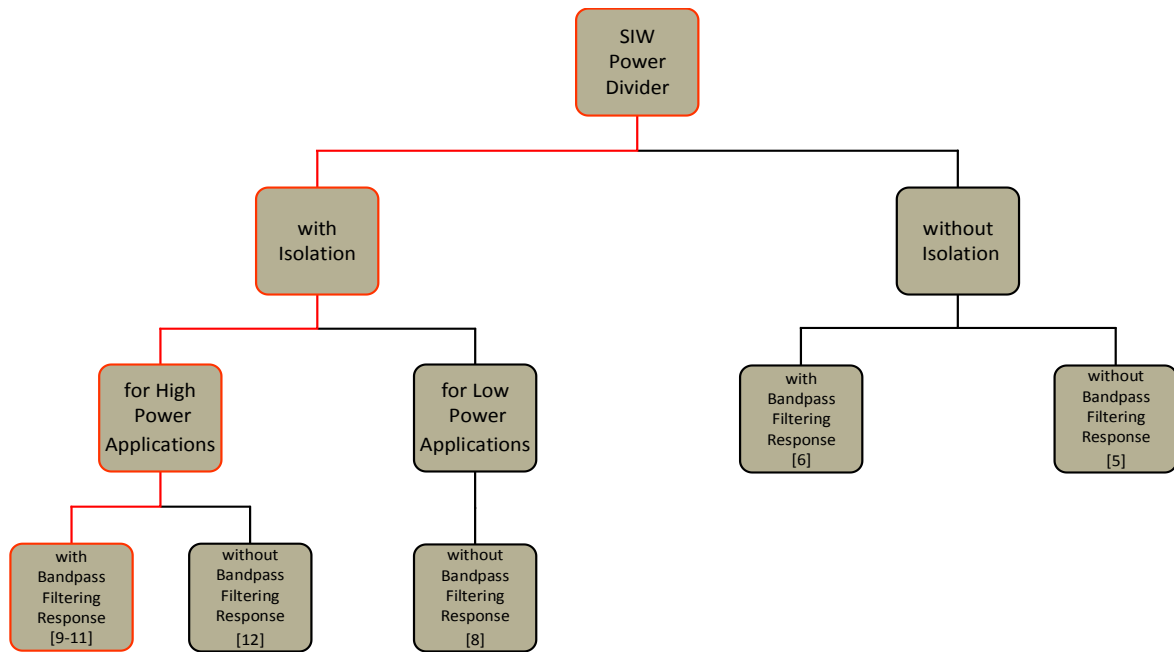 SIW
Power
Divider
with
Isolation
without
Isolation
for High
Power
Applications
for Low
Power
Applications
with
Bandpass
Filtering
Response
[6]
without
Bandpass
Filtering
Response
[5]
with
Bandpass
Filtering
Response
[9-11]
without
Bandpass
Filtering
Response
[12]
without
Bandpass
Filtering
Response
[8]